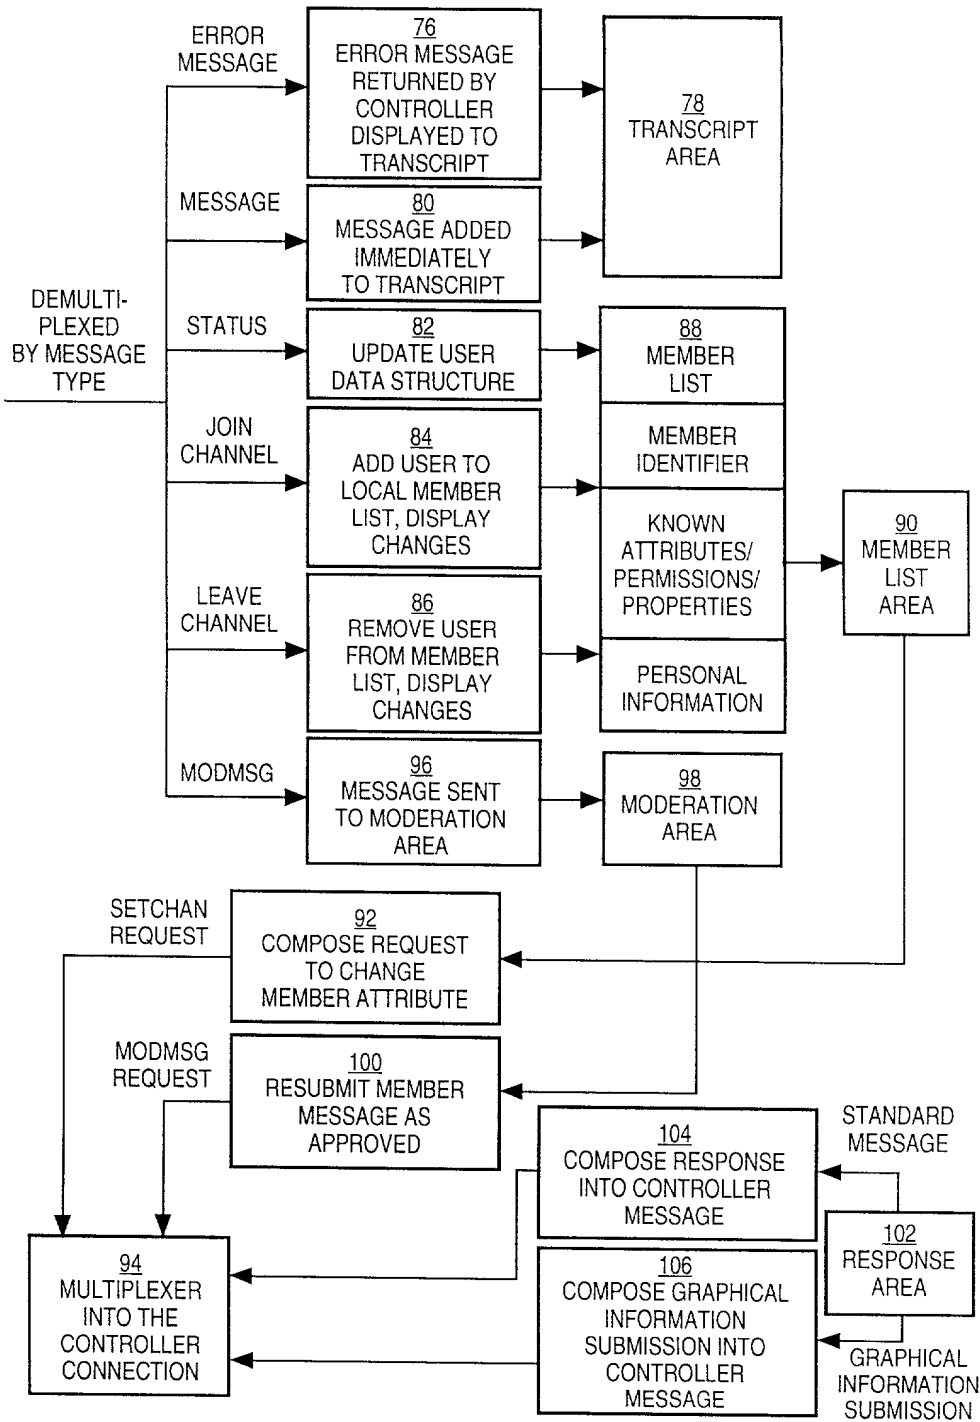 ERROR
MESSAGE
76
ERROR MESSAGE
RETURNED BY
CONTROLLER
DISPLAYED TO
TRANSCRIPT
78
TRANSCRIPT
AREA
MESSAGE
80
MESSAGE ADDED
IMMEDIATELY
TO TRANSCRIPT
DEMULTI-
PLEXED
BY MESSAGE
TYPE
STATUS
82
UPDATE USER
DATA STRUCTURE
88
MEMBER
LIST
JOIN
CHANNEL
84
ADD USER TO
LOCAL MEMBER
LIST, DISPLAY
CHANGES
MEMBER
IDENTIFIER
KNOWN
ATTRIBUTES/
PERMISSIONS/
PROPERTIES
90
MEMBER
LIST
AREA
LEAVE
CHANNEL
86
REMOVE USER
FROM MEMBER
LIST, DISPLAY
CHANGES
PERSONAL
INFORMATION
MODMSG
96
MESSAGE SENT
TO MODERATION
AREA
98
MODERATION
AREA
SETCHAN
REQUEST
92
COMPOSE REQUEST
TO CHANGE
MEMBER ATTRIBUTE
MODMSG
REQUEST
100
RESUBMIT MEMBER
MESSAGE AS
APPROVED
104
COMPOSE RESPONSE
INTO CONTROLLER
MESSAGE
STANDARD
MESSAGE
94
MULTIPLEXER
INTO THE
CONTROLLER
CONNECTION
106
COMPOSE GRAPHICAL
INFORMATION
SUBMISSION INTO
CONTROLLER
MESSAGE
102
RESPONSE
AREA
GRAPHICAL
INFORMATION
SUBMISSION